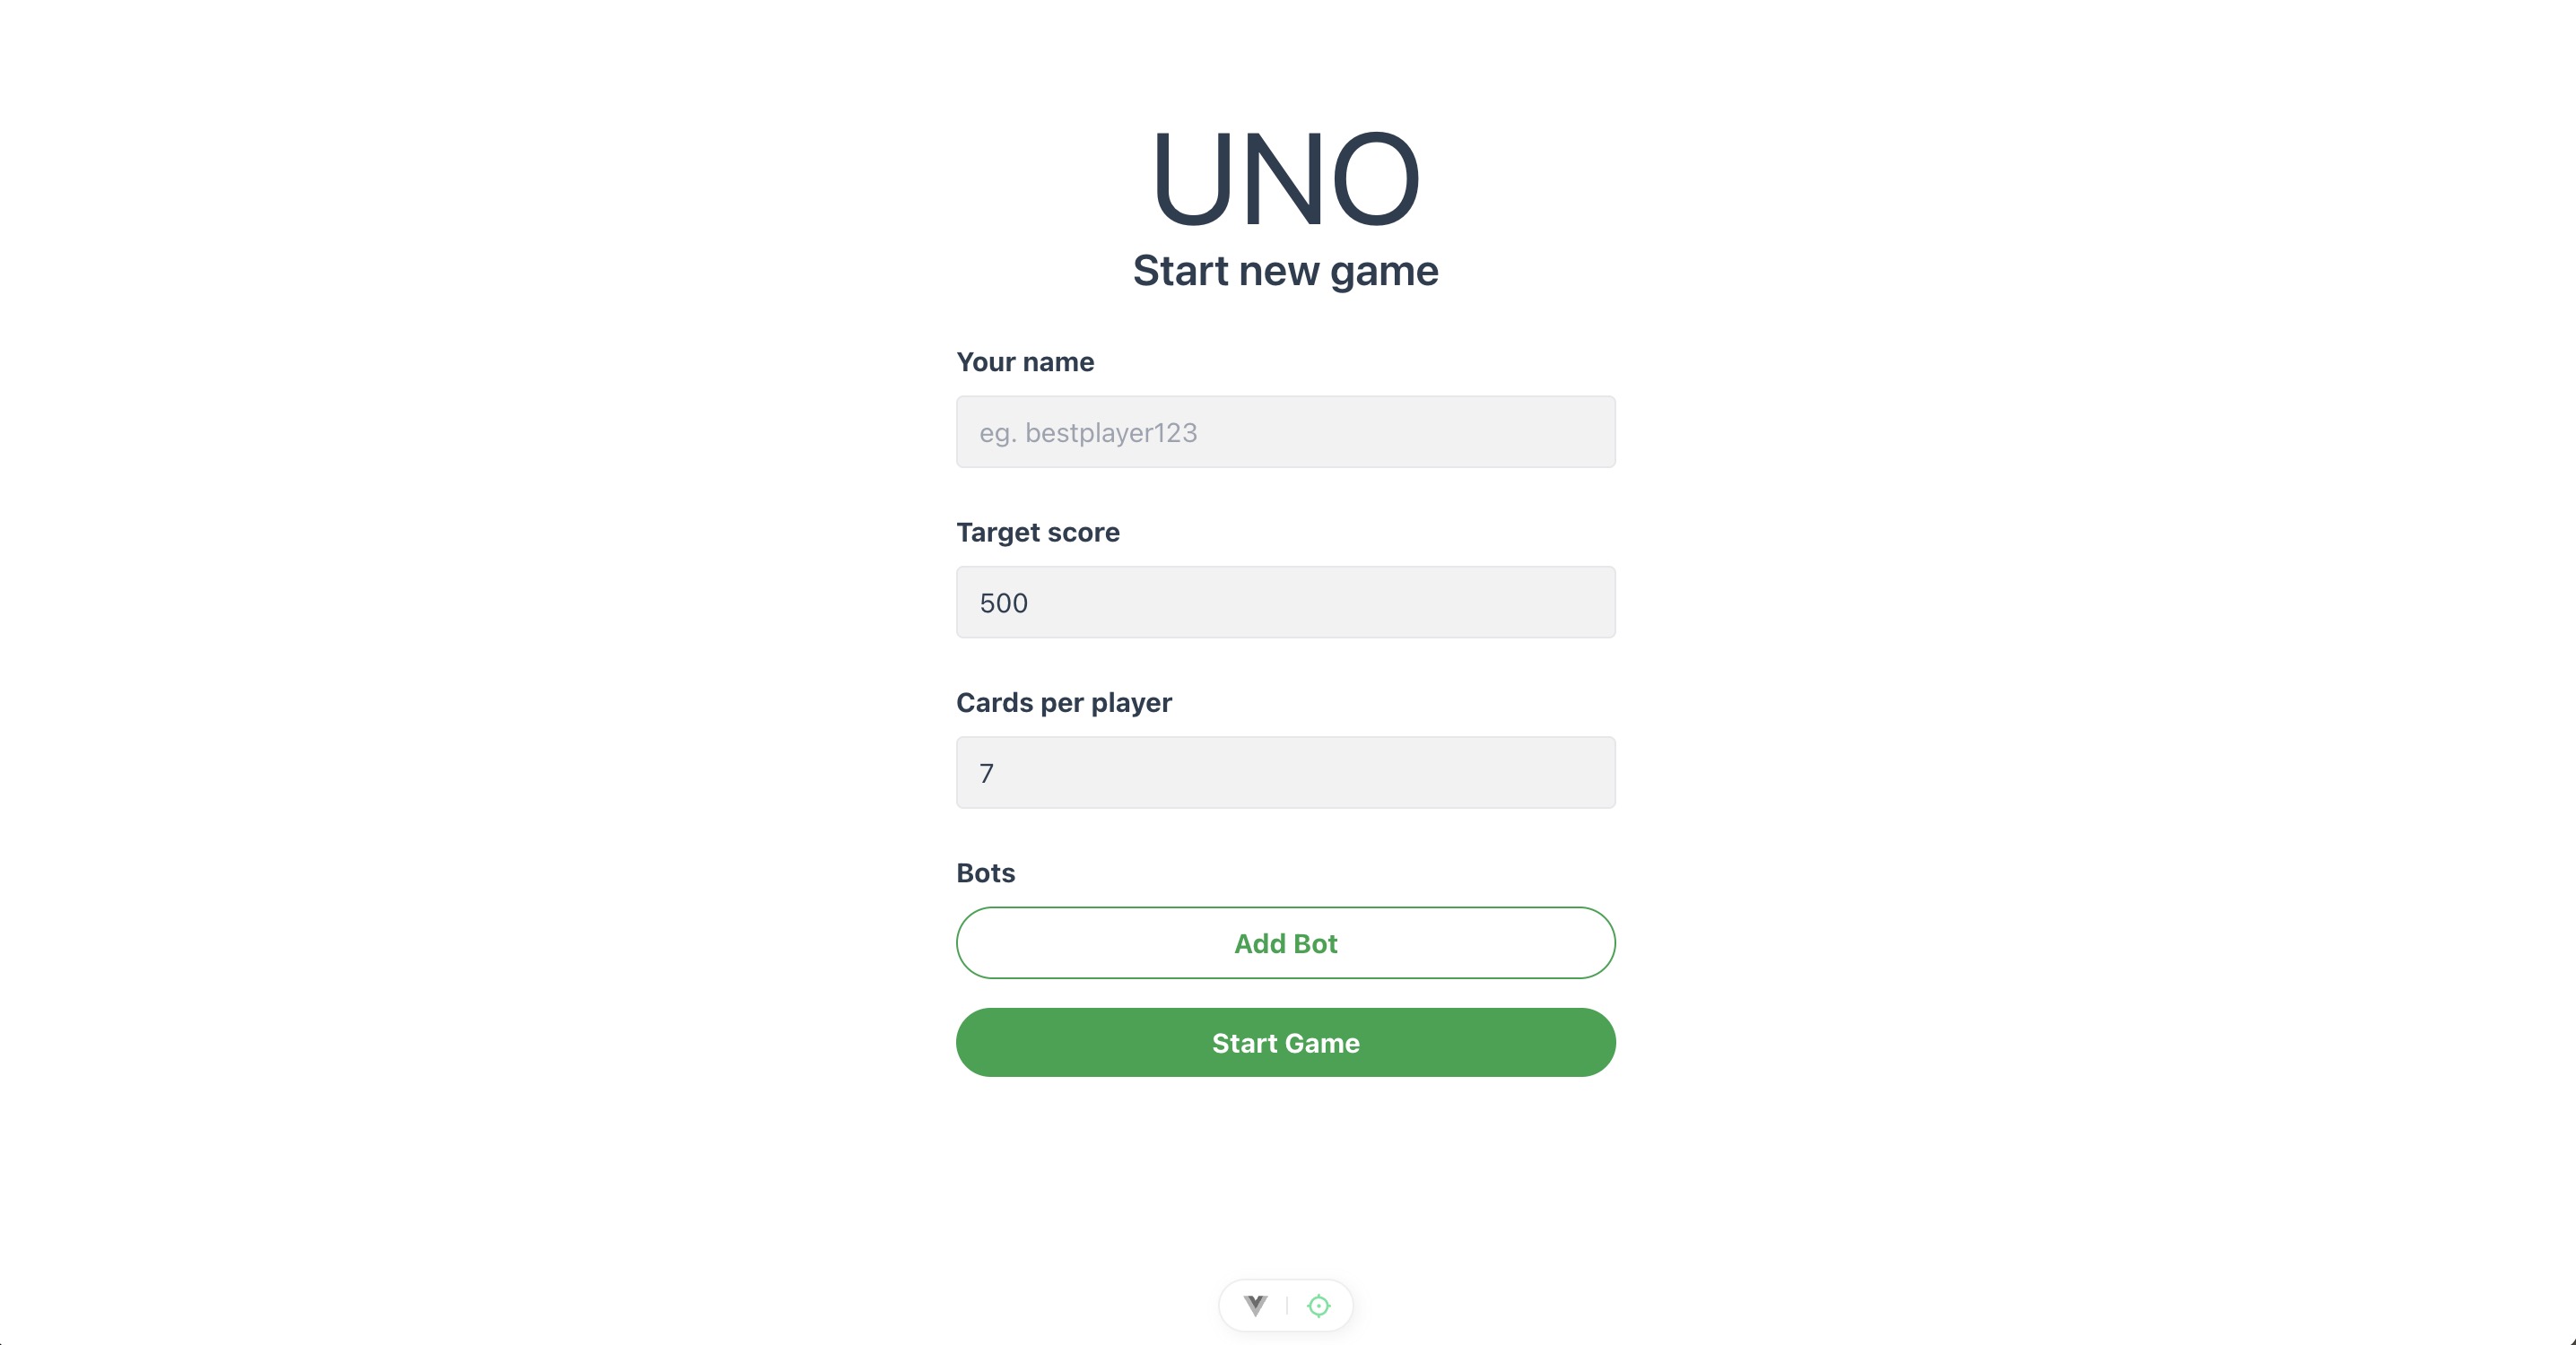 UNO
Start new game
Your name
eg. bestplayer123
Target score
500
Cards per player
7
Bots
Add Bot
Start Game